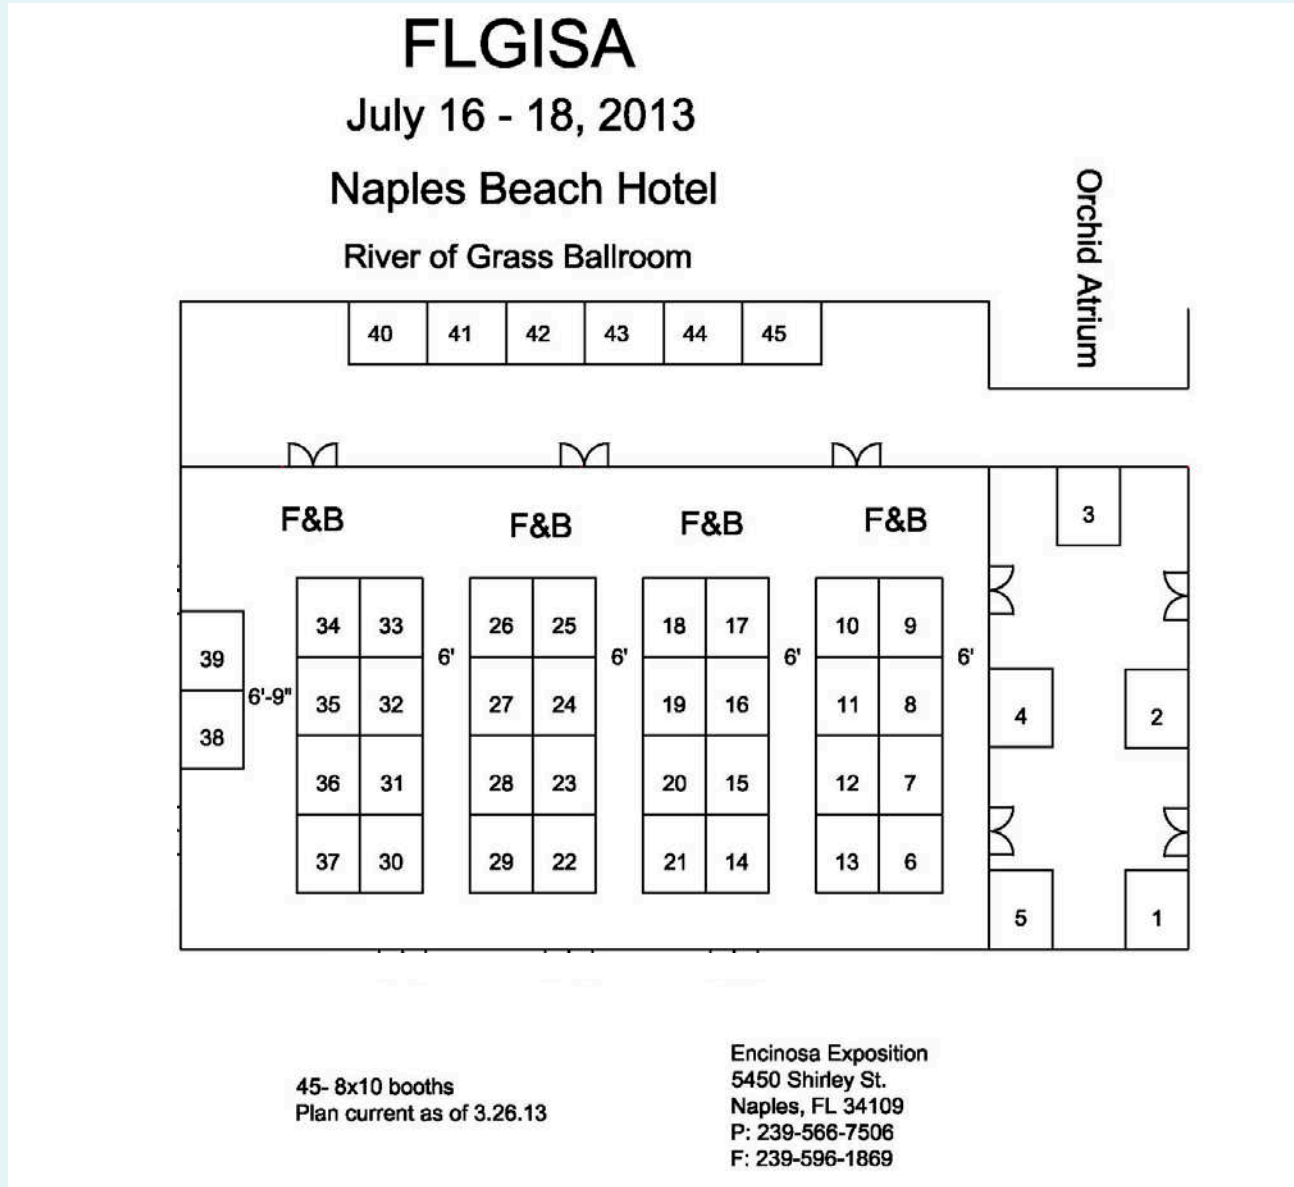 FLGISA
July 16 - 18, 2013
Naples Beach Hotel
River of Grass Ballroom
Orchid Atrium
40 41 42 43 44 45
F&B F&B F&B F&B
3
34 33 26 25 18 17 10 9
39 6' 6' 6' 6'
6'-9" 35 32 27 24 19 16 11 8 4 2
38
36 31 28 23 20 15 12 7
37 30 29 22 21 14 13 6
5 1
45- 8x10 booths
Plan current as of 3.26.13
Encinosa Exposition
5450 Shirley St.
Naples, FL 34109
P: 239-566-7506
F: 239-596-1869